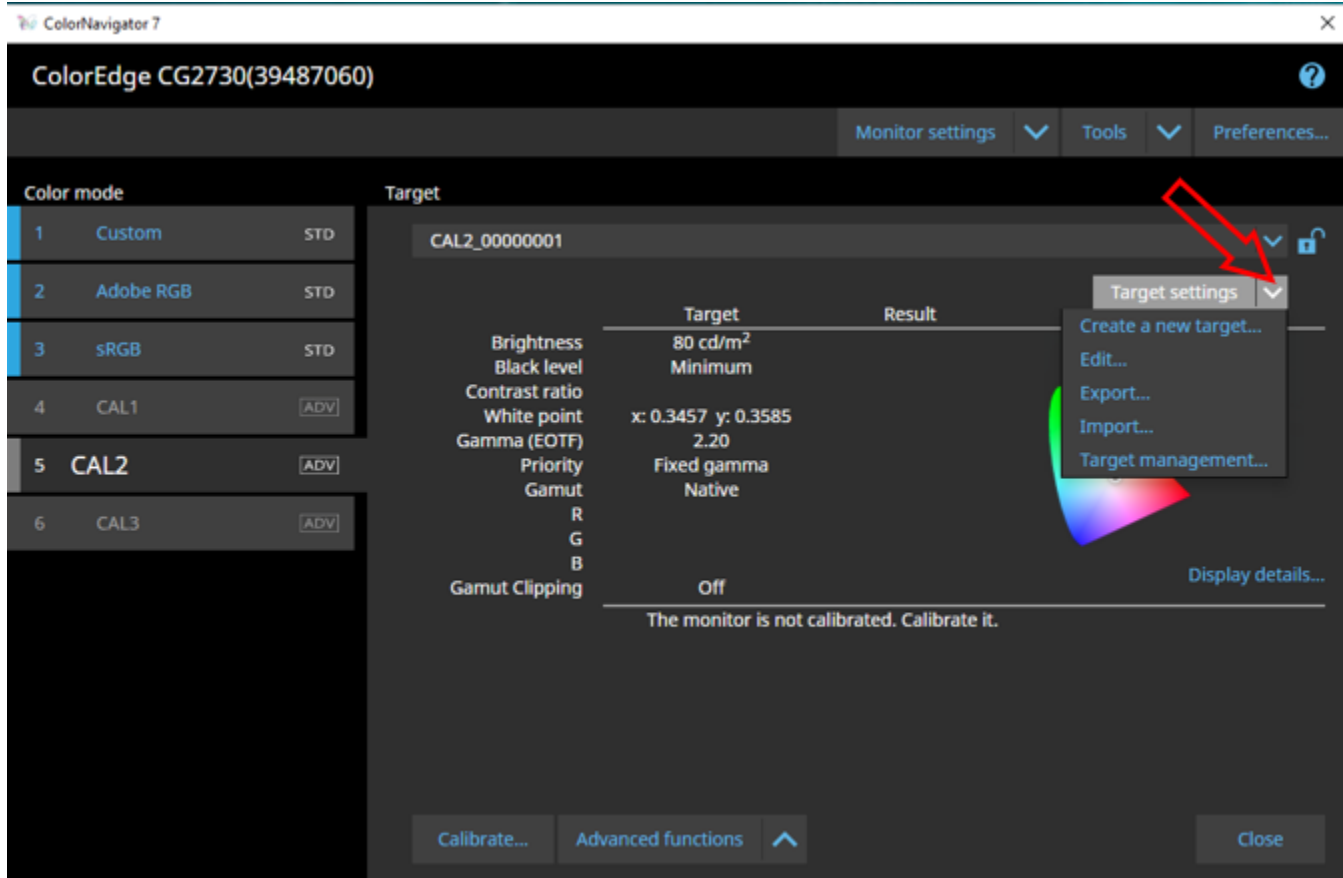 ColorNavigator 7
ColorEdge CG2730(39487060)
Monitor settings Tools Preferences...
Color mode
1 Custom STD
2 Adobe RGB STD
3 sRGB STD
4 CAL1 ADV
5 CAL2 ADV
6 CAL3 ADV
Target
CAL2_00000001
Target settings
Create a new target...
Edit...
Export...
Import...
Target management...
Target Result
Brightness 80 cd/m²
Black level Minimum
Contrast ratio
White point x: 0.3457 y: 0.3585
Gamma (EOTF) 2.20
Priority Fixed gamma
Gamut Native
R
G
B
Gamut Clipping Off
Display details...
The monitor is not calibrated. Calibrate it.
Calibrate... Advanced functions Close